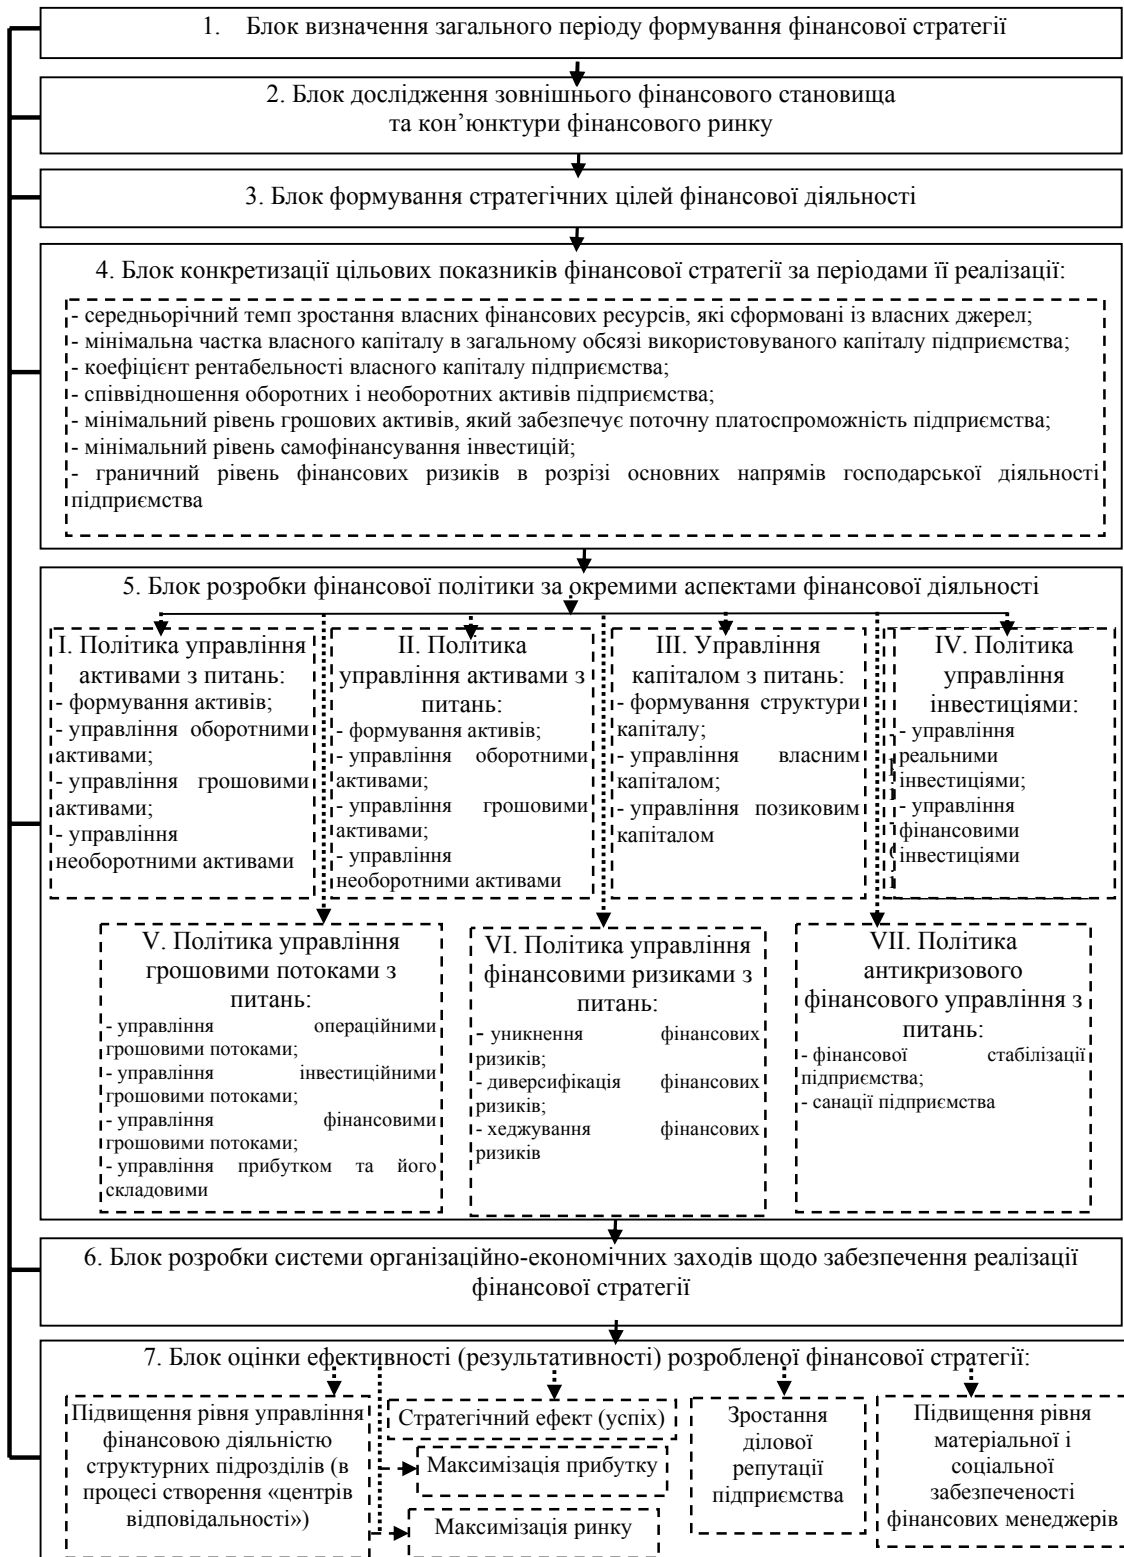 1. Блок визначення загального періоду формування фінансової стратегії
2. Блок дослідження зовнішнього фінансового становища
та кон’юнктури фінансового ринку
3. Блок формування стратегічних цілей фінансової діяльності
4. Блок конкретизації цільових показників фінансової стратегії за періодами її реалізації:
- середньорічний темп зростання власних фінансових ресурсів, які сформовані із власних джерел;
- мінімальна частка власного капіталу в загальному обсязі використовуваного капіталу підприємства;
- коефіцієнт рентабельності власного капіталу підприємства;
- співвідношення оборотних і необоротних активів підприємства;
- мінімальний рівень грошових активів, який забезпечує поточну платоспроможність підприємства;
- мінімальний рівень самофінансування інвестицій;
- граничний рівень фінансових ризиків в розрізі основних напрямів господарської діяльності
підприємства
5. Блок розробки фінансової політики за окремими аспектами фінансової діяльності
I. Політика управління
активами з питань:
- формування активів;
- управління оборотними
активами;
- управління грошовими
активами;
- управління
необоротними активами
II. Політика
управління активами з
питань:
- формування активів;
- управління оборотними
активами;
- управління грошовими
активами;
- управління
необоротними активами
III. Управління
капіталом з питань:
- формування структури
капіталу;
- управління власним
капіталом;
- управління позиковим
капіталом
IV. Політика
управління
інвестиціями:
- управління
реальними
інвестиціями;
- управління
фінансовими
інвестиціями
V. Політика управління
грошовими потоками з
питань:
- управління операційними
грошовими потоками;
- управління інвестиційними
грошовими потоками;
- управління фінансовими
грошовими потоками;
- управління прибутком та його
складовими
VI. Політика управління
фінансовими ризиками з
питань:
- уникнення фінансових
ризиків;
- диверсифікація фінансових
ризиків;
- хеджування фінансових
ризиків
VII. Політика
антикризового
фінансового управління з
питань:
- фінансової стабілізації
підприємства;
- санації підприємства
6. Блок розробки системи організаційно-економічних заходів щодо забезпечення реалізації
фінансової стратегії
7. Блок оцінки ефективності (результативності) розробленої фінансової стратегії:
Підвищення рівня управління
фінансовою діяльністю
структурних підрозділів (в
процесі створення «центрів
відповідальності»)
Стратегічний ефект (успіх)
Максимізація прибутку
Максимізація ринку
Зростання
ділової
репутації
підприємства
Підвищення рівня
матеріальної і
соціальної
забезпеченості
фінансових менеджерів